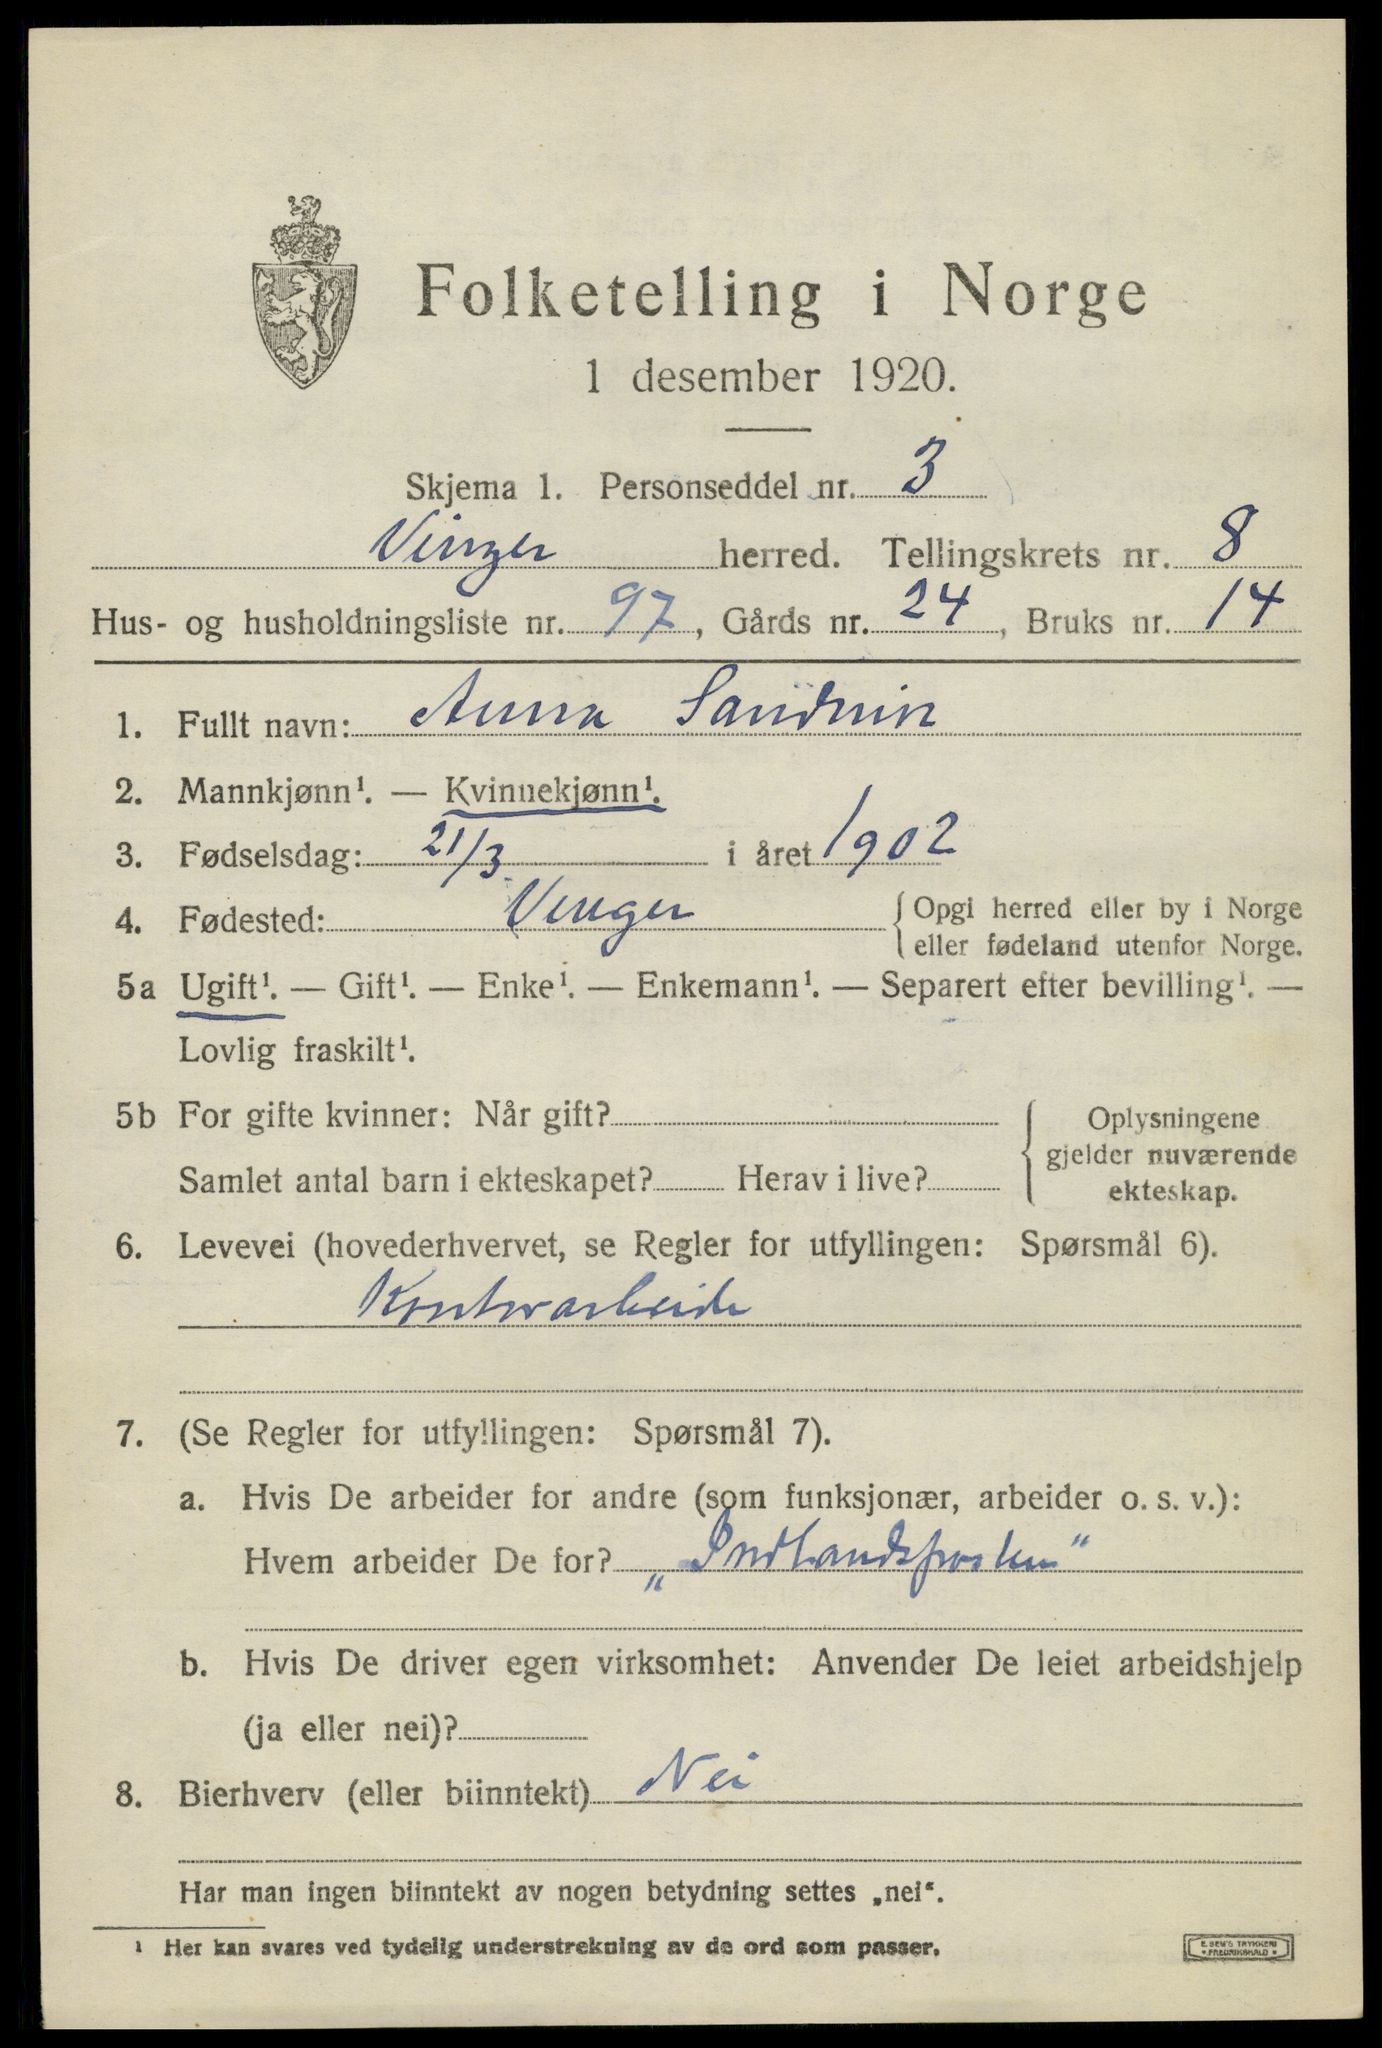 Folketelling i Norge
1 desember 1920.
Skjema 1. Personseddel nr. 3
Vinger herred. Tellingskrets nr. 8
Hus- og husholdningsliste nr. 97, Gårds nr. 24, Bruks nr. 14
1. Fullt navn: Anna
2. Mannkjønn¹. — Kvinnekjønn¹.
3. Fødselsdag: 21/3 i året 1902
4. Fødested: Vinger {Opgi herred eller by i Norge
eller fødeland utenfor Norge.
5a Ugift¹. — Gift¹. — Enke¹. — Enkemann¹. — Separert efter bevilling¹. —
Lovlig fraskilt¹.
5b For gifte kvinner: Når gift?
Samlet antal barn i ekteskapet? Herav i live?
Oplysningene
gjelder nuværende
ekteskap.
6. Levevei (hovederhvervet, se Regler for utfyllingen: Spørsmål 6).
Kontorarbeide
7. (Se Regler for utfyllingen: Spørsmål 7).
a. Hvis De arbeider for andre (som funksjonær, arbeider o. s. v.):
Hvem arbeider De for? „Indlandsposten"
b. Hvis De driver egen virksomhet: Anvender De leiet arbeidshjelp
(ja eller nei)?
8. Bierhverv (eller biinntekt) Nei
Har man ingen biinntekt av nogen betydning settes „nei“.
¹ Her kan svares ved tydelig understrekning av de ord som passer.
E. SEM'S TRYKKERI
• FREDRIKSHALD •